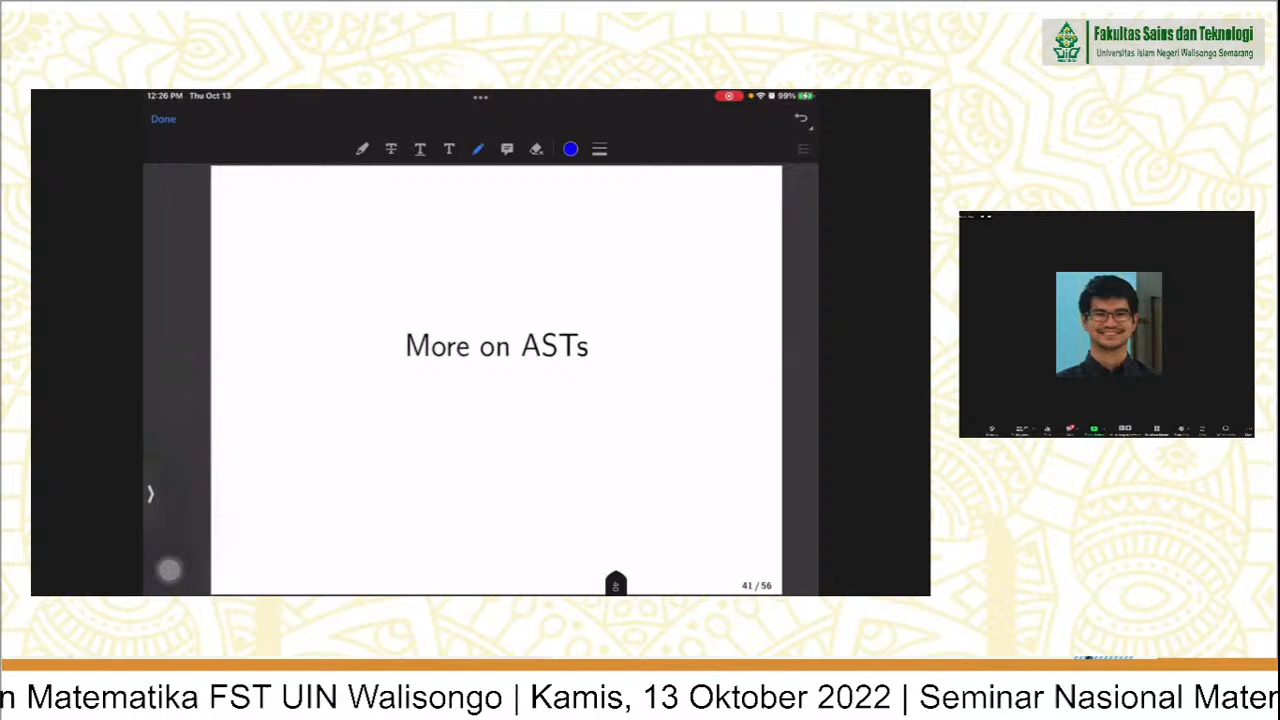 Fakultas Sains dan Teknologi
Universitas Islam Negeri Walisongo Semarang
12:26 PM Thu Oct 13
99%
Done
T T T
More on ASTs
40
41 / 56
n Matematika FST UIN Walisongo | Kamis, 13 Oktober 2022 | Seminar Nasional Mater